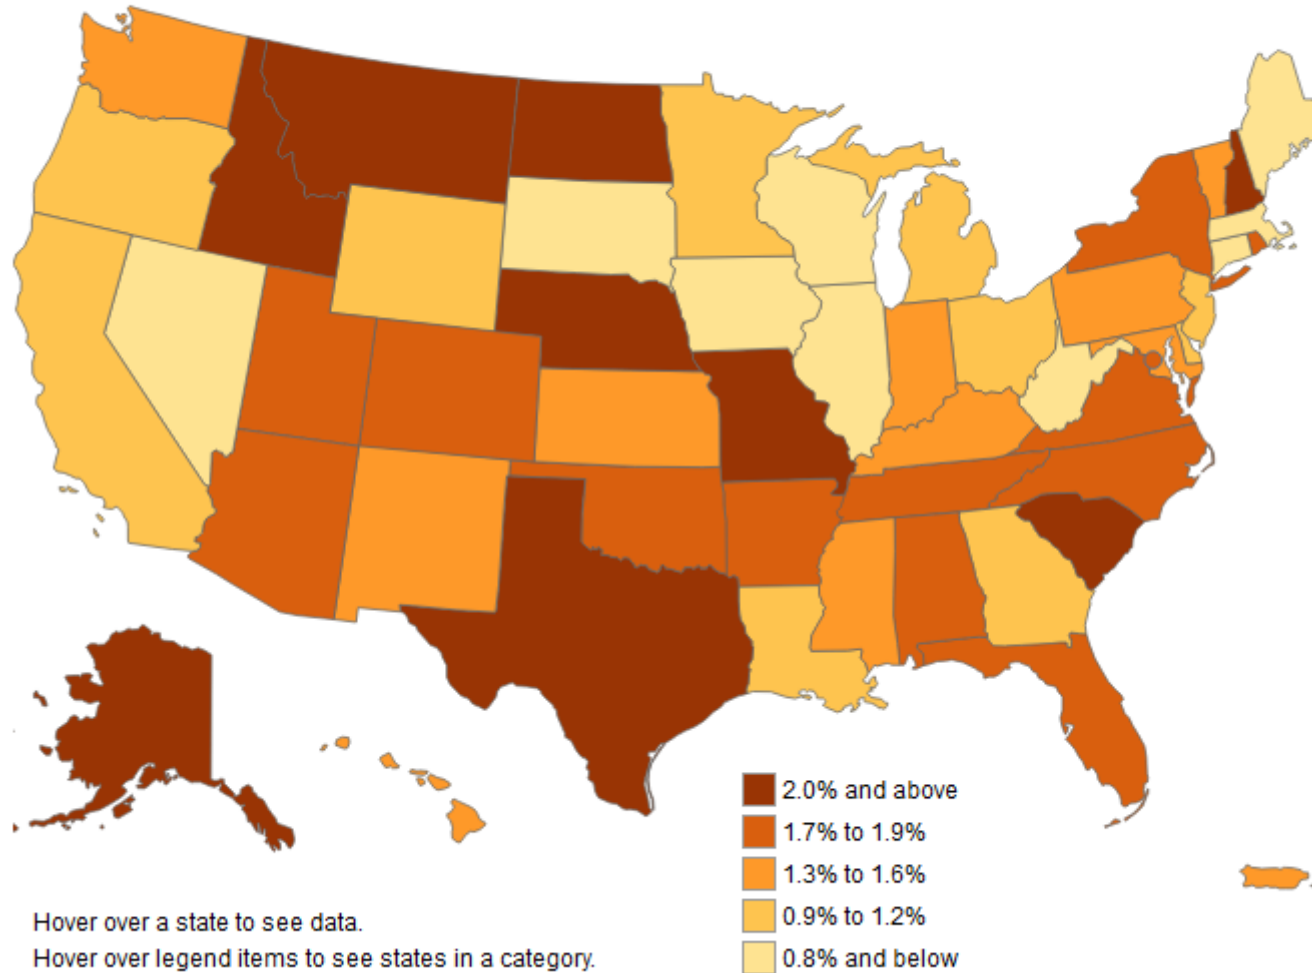 2.0% and above
1.7% to 1.9%
1.3% to 1.6%
0.9% to 1.2%
0.8% and below
Hover over a state to see data.
Hover over legend items to see states in a category.